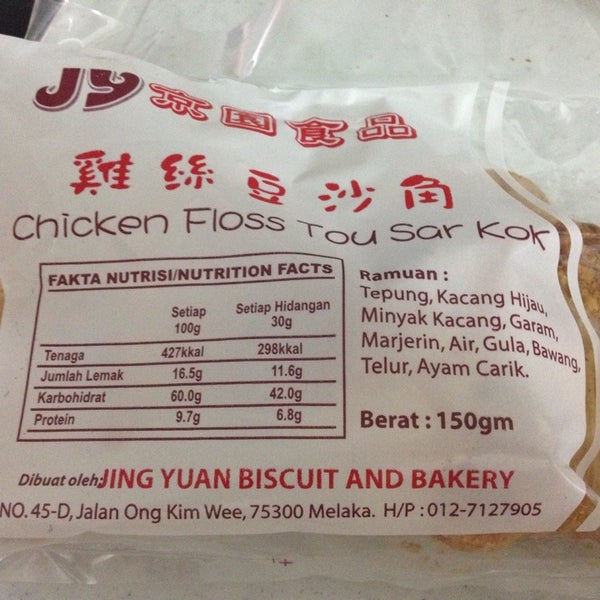 JY 京園食品
雞絲豆沙角
Chicken Floss Tou Sar Kok
FAKTA NUTRISI/NUTRITION FACTS
Setiap 100g Setiap Hidangan 30g
Tenaga 427kkal 298kkal
Jumlah Lemak 16.5g 11.6g
Karbohidrat 60.0g 42.0g
Protein 9.7g 6.8g
Ramuan :
Tepung, Kacang Hijau,
Minyak Kacang, Garam,
Marjerin, Air, Gula, Bawang,
Telur, Ayam Carik.
Berat : 150gm
Dibuat oleh: JING YUAN BISCUIT AND BAKERY
NO. 45-D, Jalan Ong Kim Wee, 75300 Melaka. H/P : 012-7127905